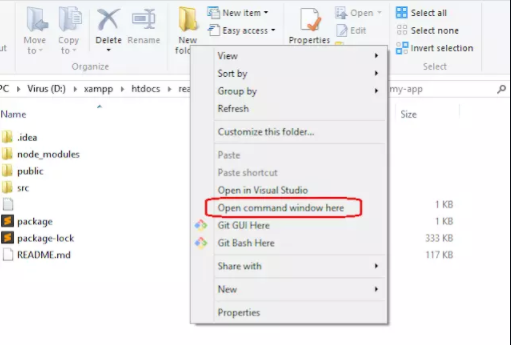 New item
Easy access
Open
Edit
Select all
Select none
Invert selection
Move
to
Copy
to
Delete
Rename
New
Properties
Organize
Select
PC
Virus (D:)
xampp
htdocs
my-app
Name
Size
.idea
node_modules
public
src
package
package-lock
README.md
1 KB
1 KB
333 KB
117 KB
View
Sort by
Group by
Refresh
Customize this folder...
Paste
Paste shortcut
Open in Visual Studio
Open command window here
Git GUI Here
Git Bash Here
Share with
New
Properties